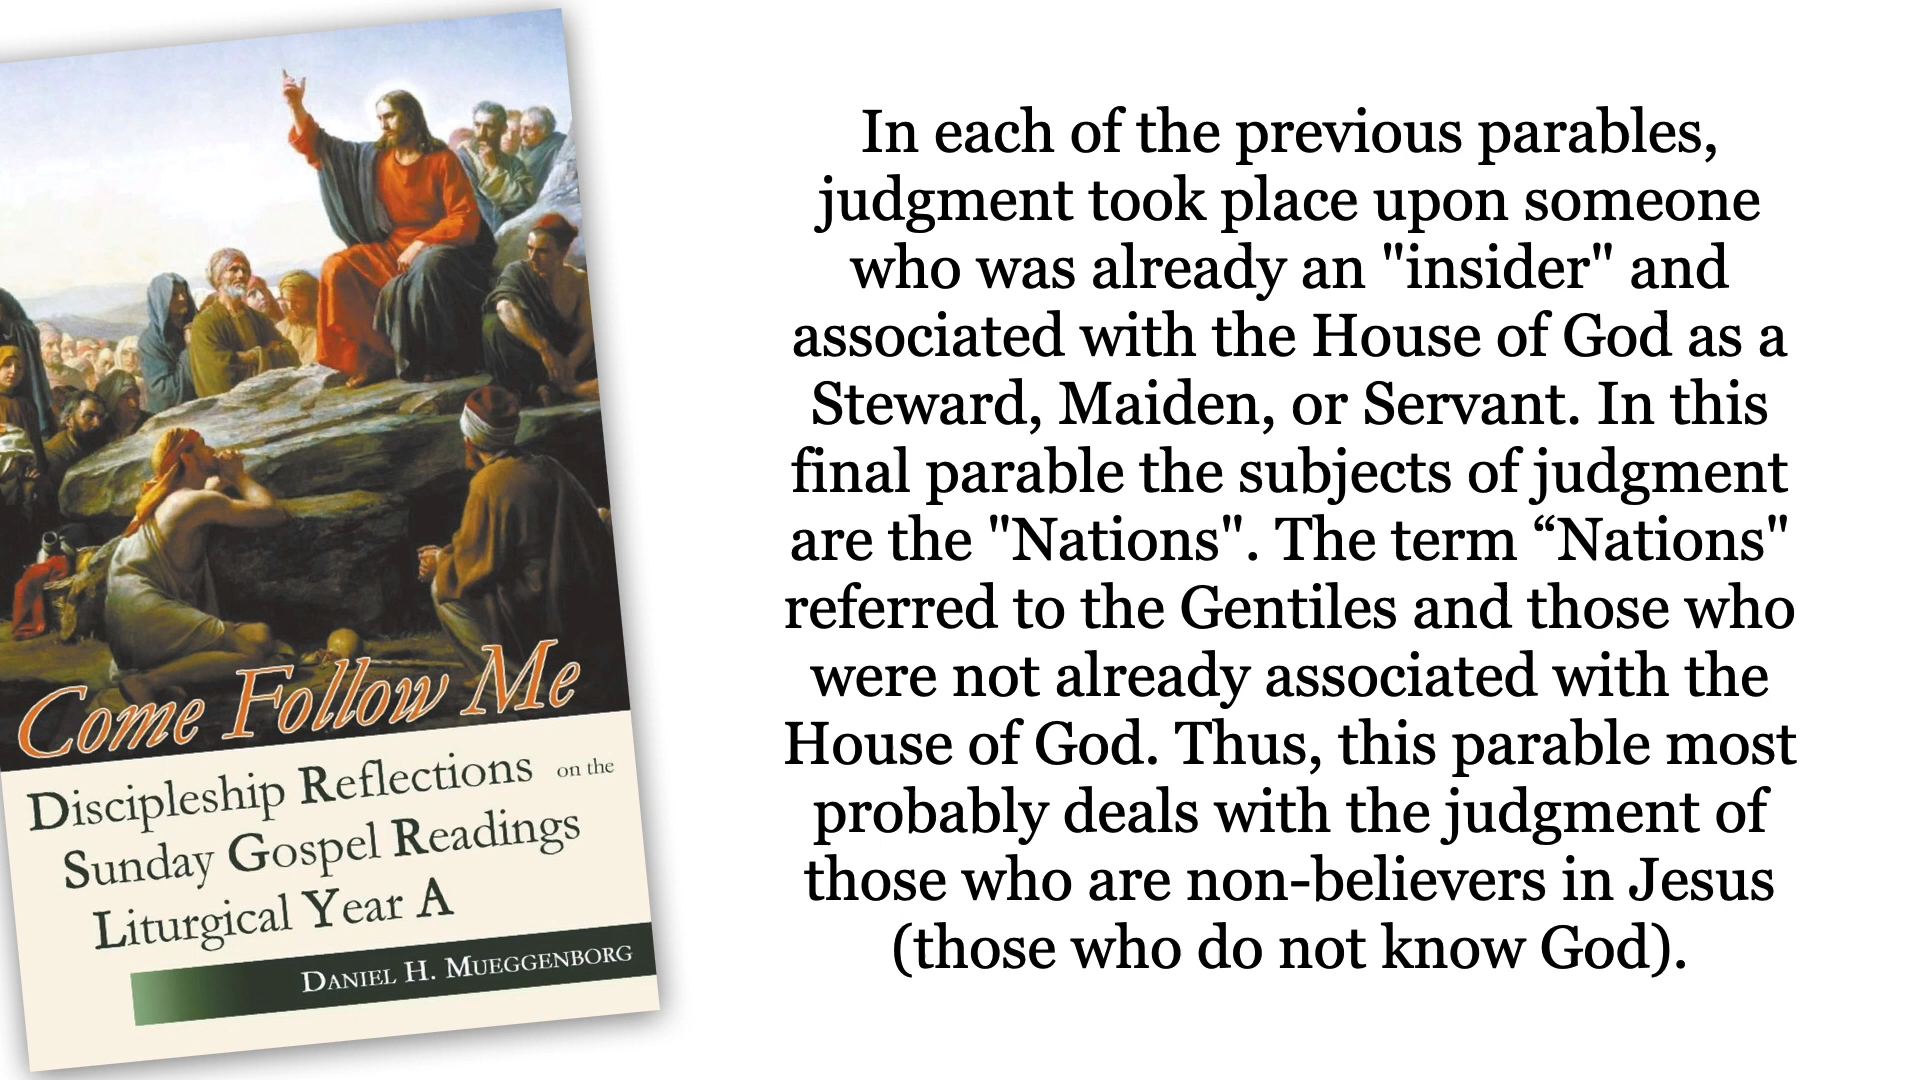 Come Follow Me
Discipleship Reflections on the
Sunday Gospel Readings
Liturgical Year A
Daniel H. Mueggenborg
In each of the previous parables,
judgment took place upon someone
who was already an "insider" and
associated with the House of God as a
Steward, Maiden, or Servant. In this
final parable the subjects of judgment
are the "Nations". The term “Nations"
referred to the Gentiles and those who
were not already associated with the
House of God. Thus, this parable most
probably deals with the judgment of
those who are non-believers in Jesus
(those who do not know God).